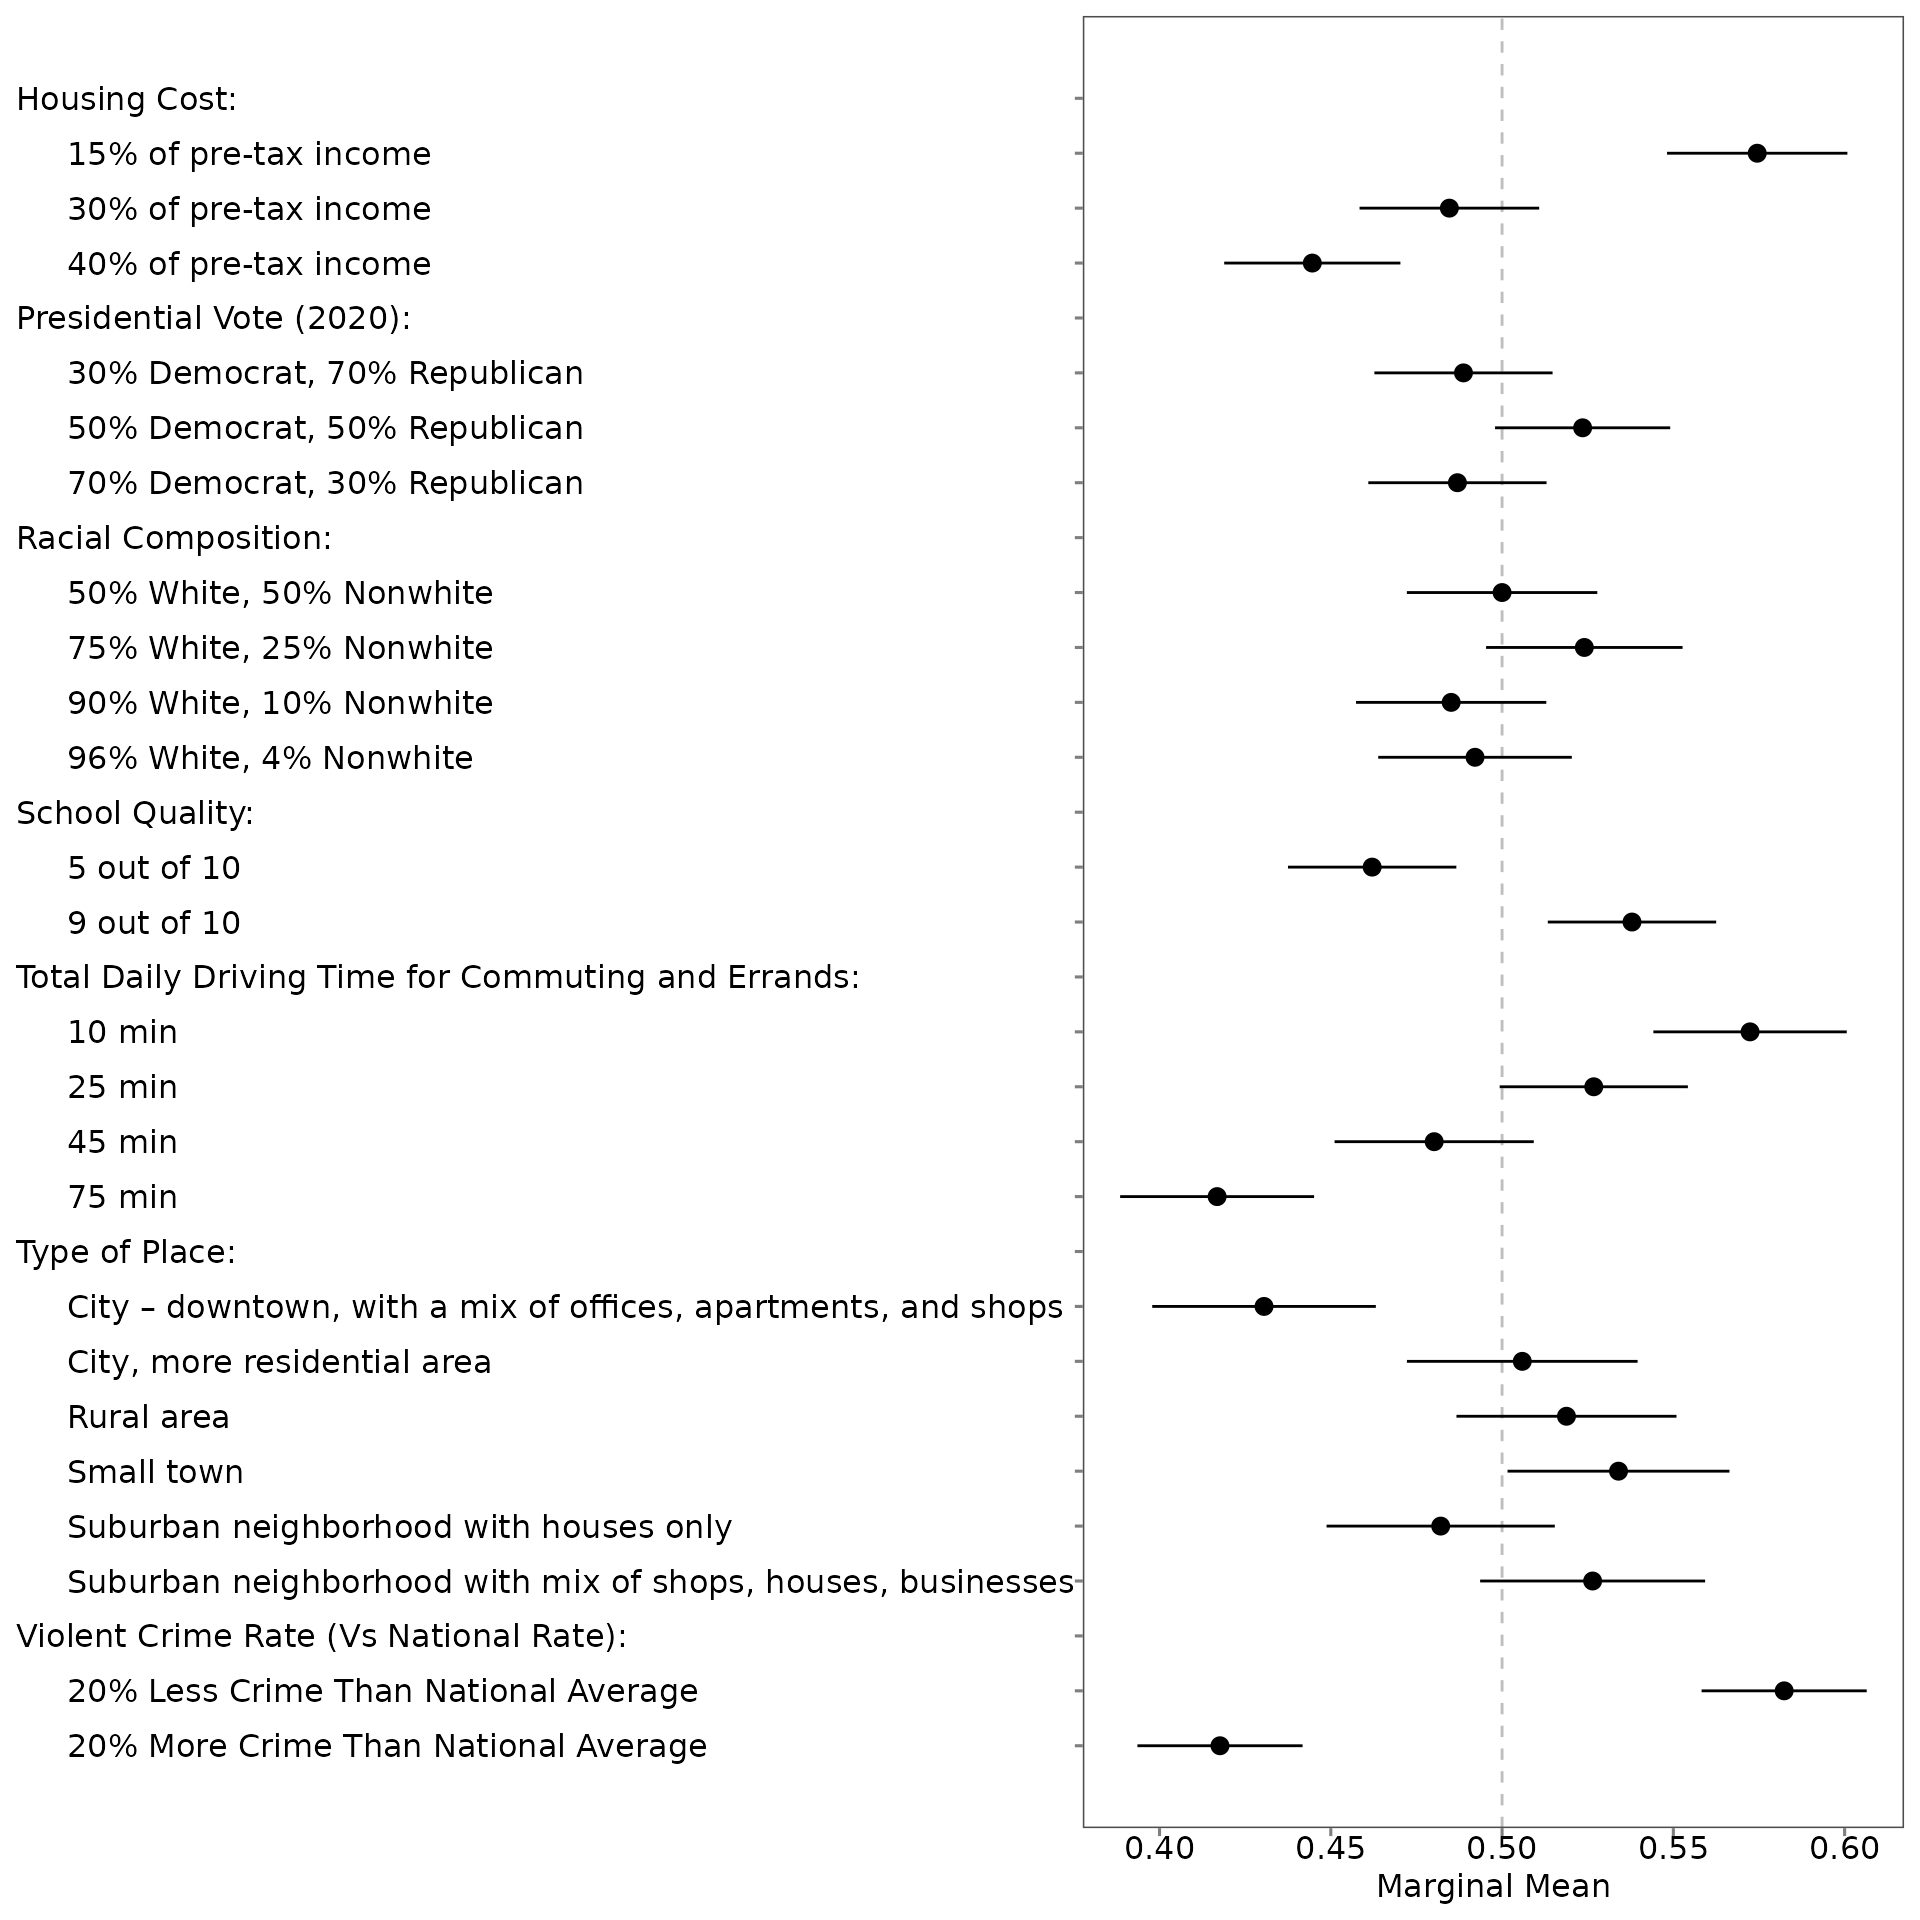 Housing Cost:
15% of pre-tax income
30% of pre-tax income
40% of pre-tax income
Presidential Vote (2020):
30% Democrat, 70% Republican
50% Democrat, 50% Republican
70% Democrat, 30% Republican
Racial Composition:
50% White, 50% Nonwhite
75% White, 25% Nonwhite
90% White, 10% Nonwhite
96% White, 4% Nonwhite
School Quality:
5 out of 10
9 out of 10
Total Daily Driving Time for Commuting and Errands:
10 min
25 min
45 min
75 min
Type of Place:
City – downtown, with a mix of offices, apartments, and shops
City, more residential area
Rural area
Small town
Suburban neighborhood with houses only
Suburban neighborhood with mix of shops, houses, businesses
Violent Crime Rate (Vs National Rate):
20% Less Crime Than National Average
20% More Crime Than National Average
0.40 0.45 0.50 0.55 0.60
Marginal Mean